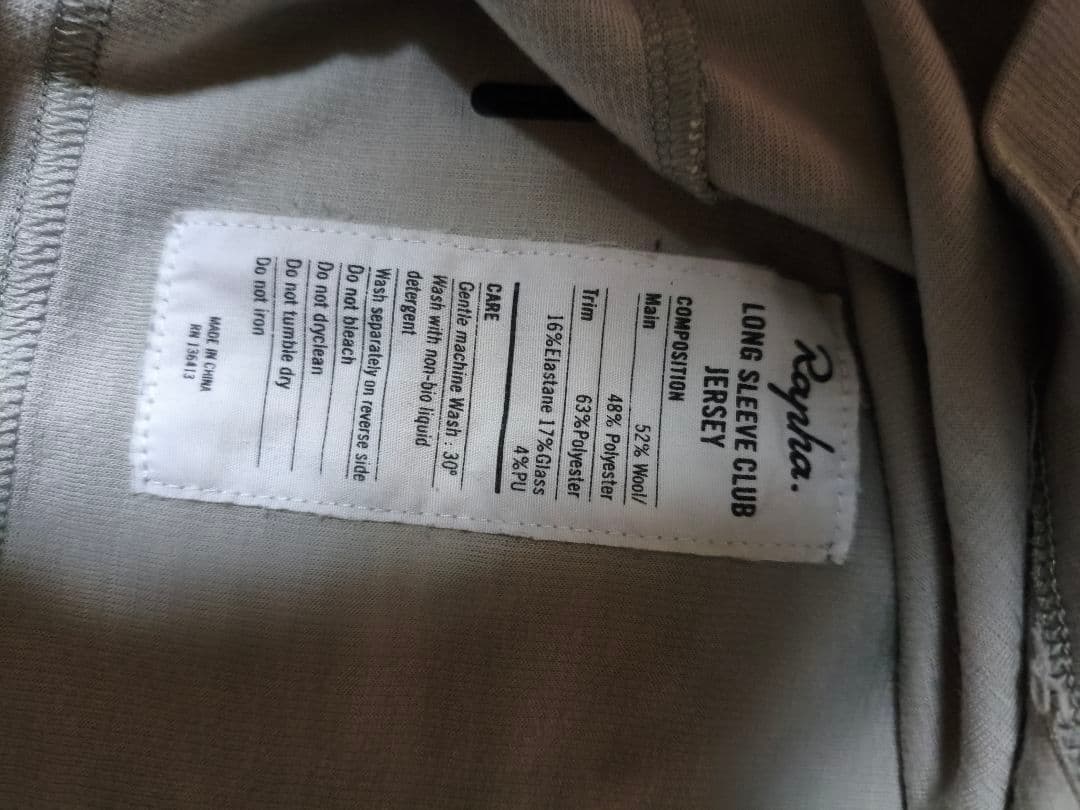 Rapha.
LONG SLEEVE CLUB
JERSEY
COMPOSITION
Main 52% Wool/
48% Polyester
Trim 63%Polyester
16%Elastane 17%Glass
4%PU
CARE
Gentle machine Wash : 30º
Wash with non-bio liquid
detergent
Wash separately on reverse side
Do not bleach
Do not dryclean
Do not tumble dry
Do not iron
MADE IN CHINA
RN 136413